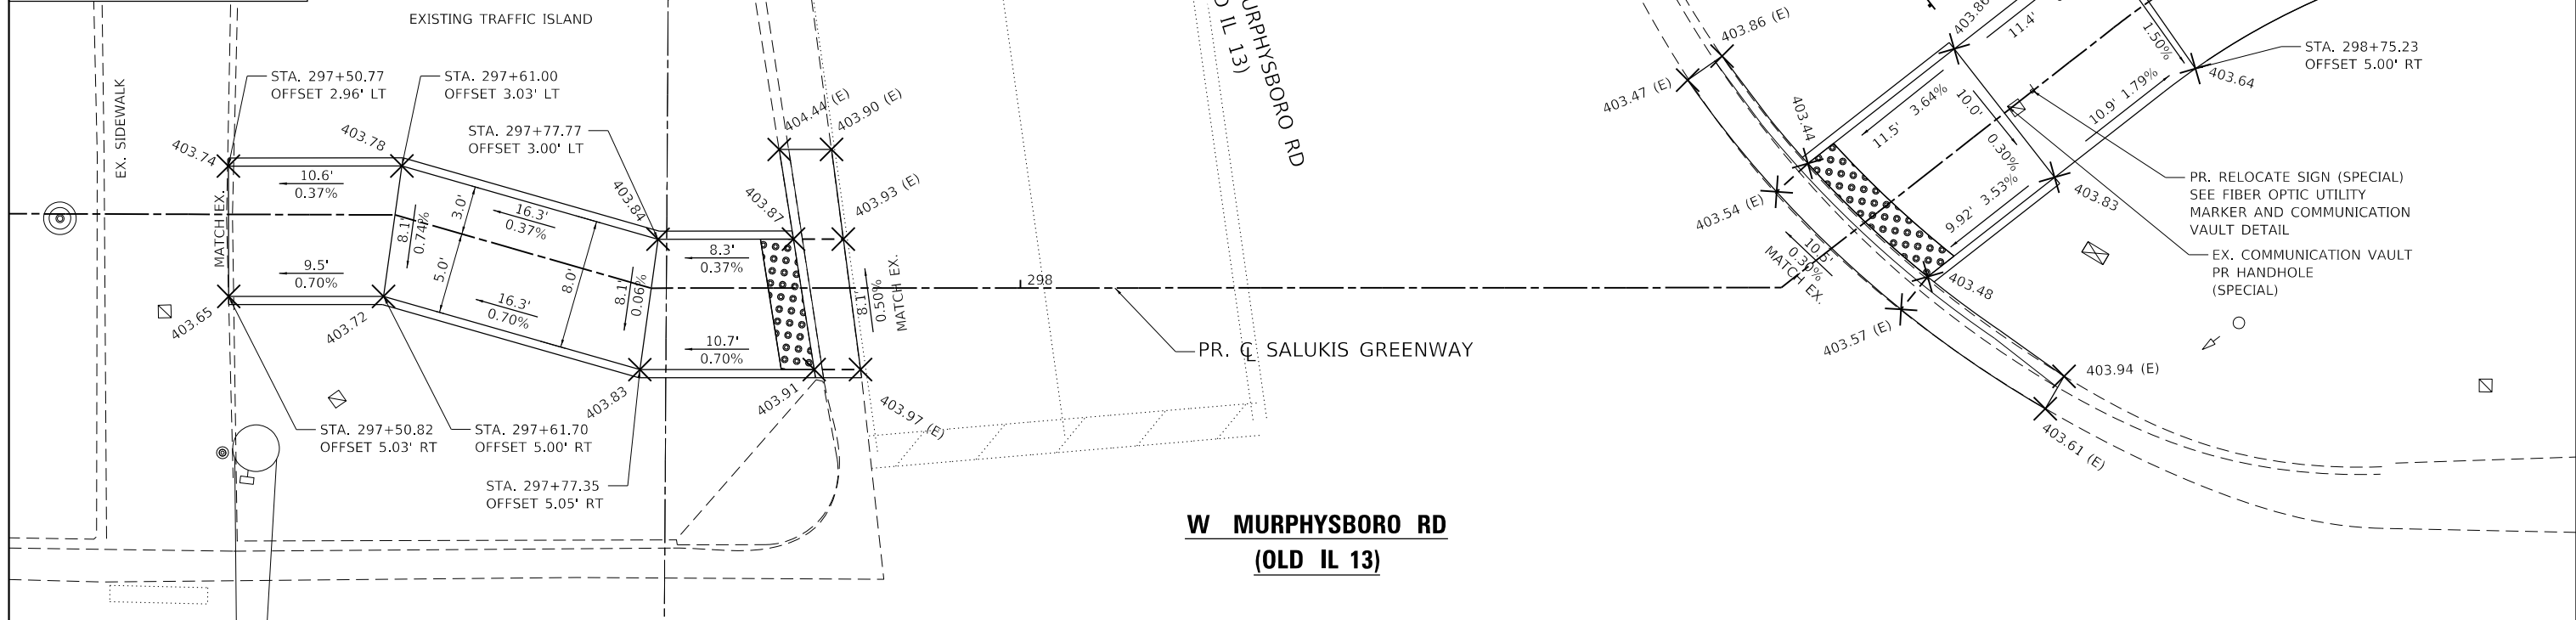 EXISTING TRAFFIC ISLAND
EX. SIDEWALK
STA. 297+50.77
OFFSET 2.96' LT
STA. 297+61.00
OFFSET 3.03' LT
STA. 297+77.77
OFFSET 3.00' LT
403.74
403.78
403.84
403.87
404.44 (E)
403.90 (E)
403.93 (E)
MATCH EX.
10.6'
0.37%
8.1'
0.74%
3.0'
5.0'
16.3'
0.37%
8.0'
8.1'
0.06%
8.3'
0.37%
9.5'
0.70%
16.3'
0.70%
10.7'
0.70%
8.1'
0.50%
MATCH EX.
403.65
403.72
403.83
403.91
403.97 (E)
STA. 297+50.82
OFFSET 5.03' RT
STA. 297+61.70
OFFSET 5.00' RT
STA. 297+77.35
OFFSET 5.05' RT
298
PR. ℄ SALUKIS GREENWAY
URPHYSBORO RD
D IL 13)
W MURPHYSBORO RD
(OLD IL 13)
403.86 (E)
403.47 (E)
403.44
403.54 (E)
403.57 (E)
MATCH EX.
403.86
11.4'
11.5' 3.64%
10.0'
0.30%
1.50%
10.9' 1.79%
9.92' 3.53%
403.64
403.83
403.48
403.94 (E)
403.61 (E)
STA. 298+75.23
OFFSET 5.00' RT
PR. RELOCATE SIGN (SPECIAL)
SEE FIBER OPTIC UTILITY
MARKER AND COMMUNICATION
VAULT DETAIL
EX. COMMUNICATION VAULT
PR HANDHOLE
(SPECIAL)